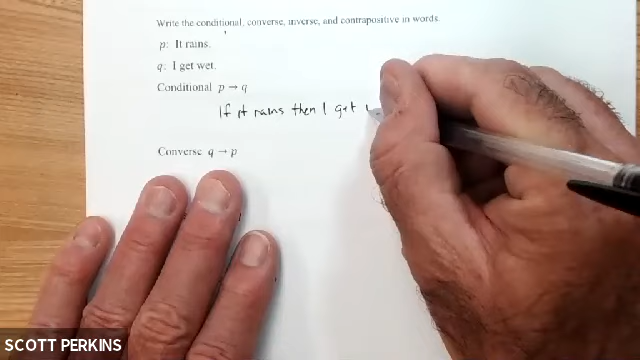 Write the conditional, converse, inverse, and contrapositive in words.
p: It rains.
q: I get wet.
Conditional p → q
If it rains then I get
Converse q → p
SCOTT PERKINS